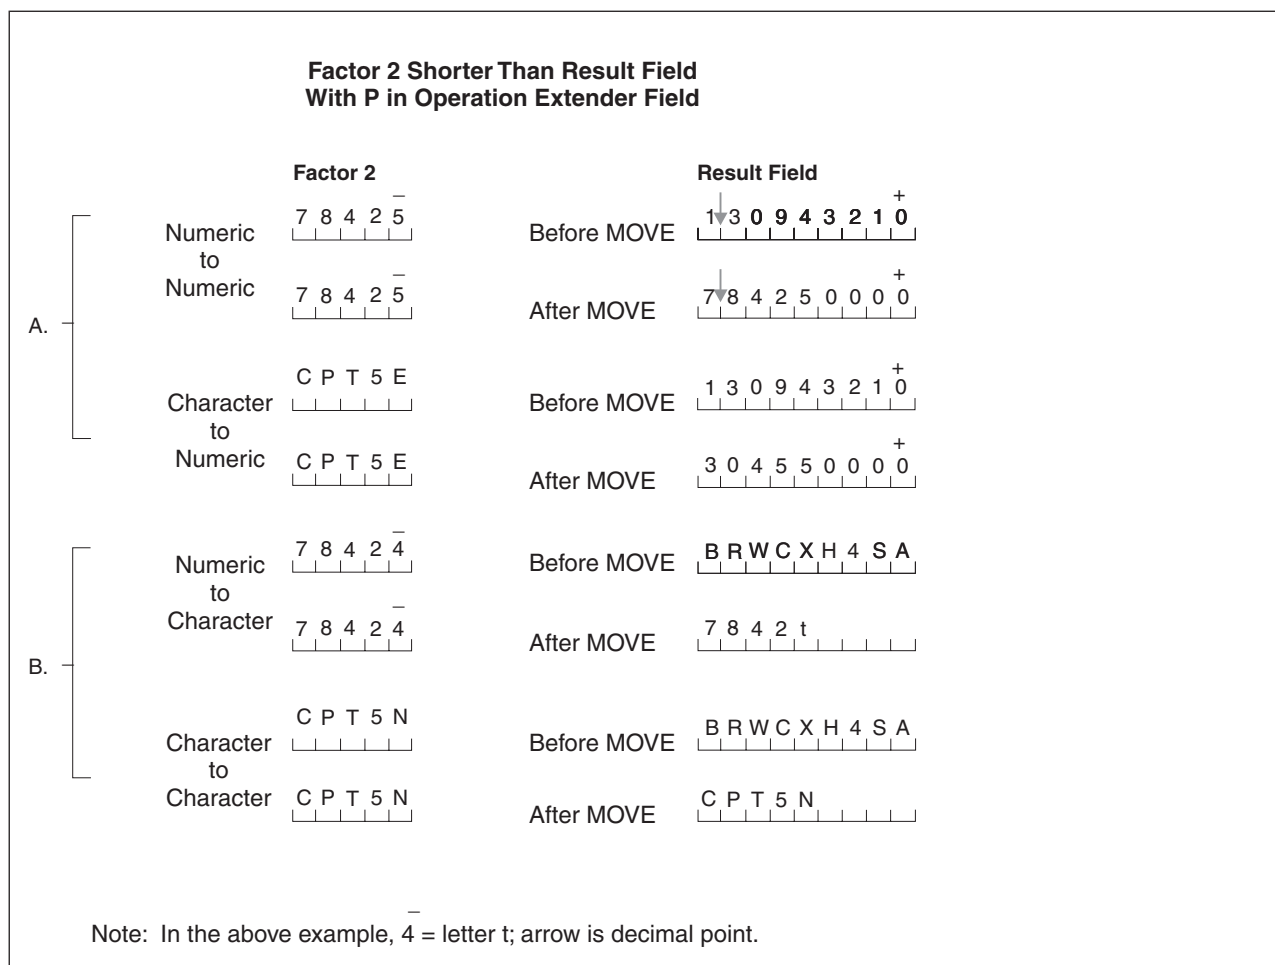 Factor 2 Shorter Than Result Field
With P in Operation Extender Field
Factor 2 Result Field
A.
Numeric
to
Numeric
7 8 4 2 5̅ Before MOVE 1 3 0 9 4 3 2 1 0 +
7 8 4 2 5̅ After MOVE 7 8 4 2 5 0 0 0 0 +
Character
to
Numeric
C P T 5 E Before MOVE 1 3 0 9 4 3 2 1 0 +
C P T 5 E After MOVE 3 0 4 5 5 0 0 0 0 +
B.
Numeric
to
Character
7 8 4 2 4̅ Before MOVE B R W C X H 4 S A
7 8 4 2 4̅ After MOVE 7 8 4 2 t
Character
to
Character
C P T 5 N Before MOVE B R W C X H 4 S A
C P T 5 N After MOVE C P T 5 N
Note: In the above example, 4̅ = letter t; arrow is decimal point.